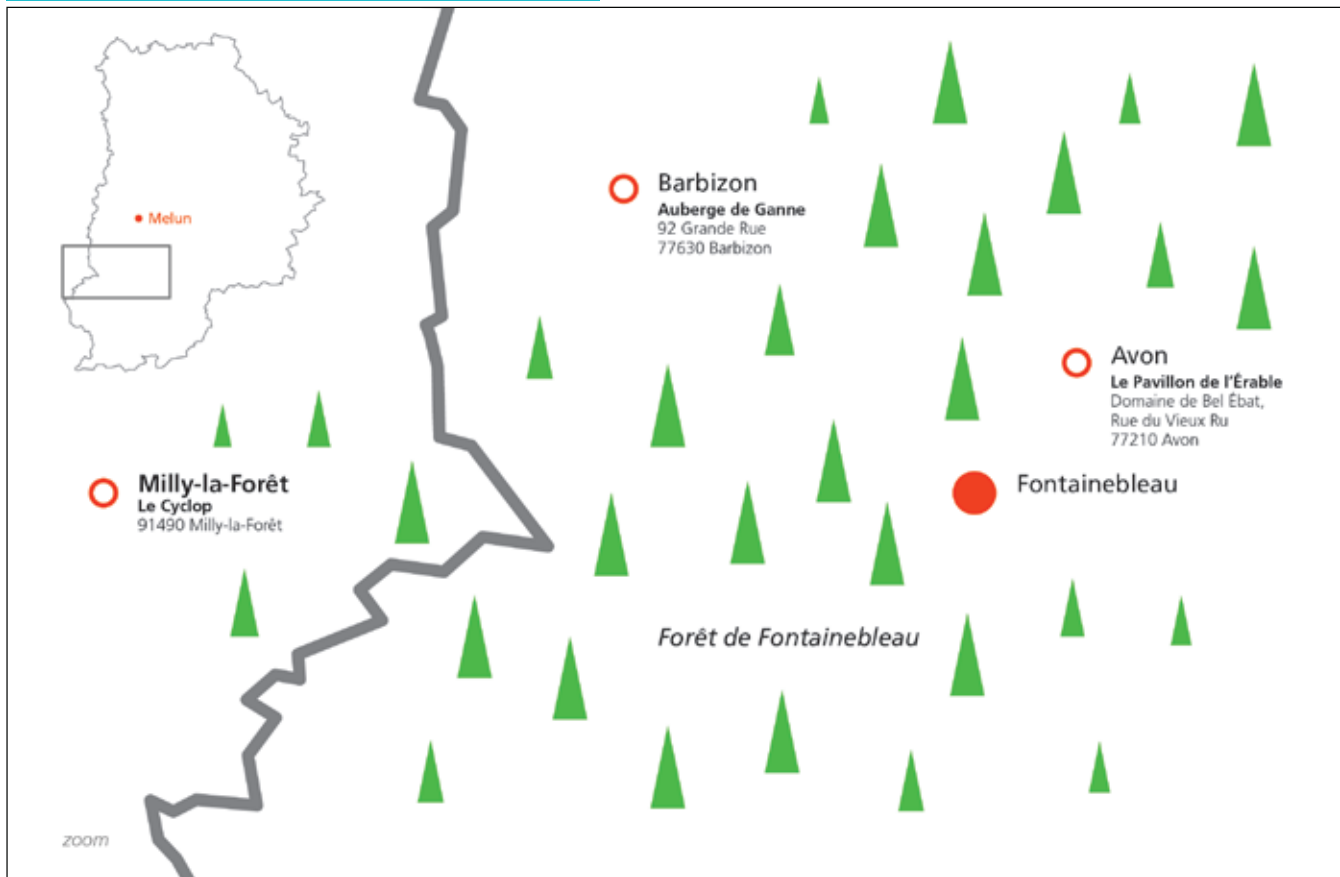 Melun
Barbizon
Auberge de Ganne
92 Grande Rue
77630 Barbizon
Avon
Le Pavillon de l'Érable
Domaine de Bel Ébat,
Rue du Vieux Ru
77210 Avon
Milly-la-Forêt
Le Cyclop
91490 Milly-la-Forêt
Fontainebleau
Forêt de Fontainebleau
zoom